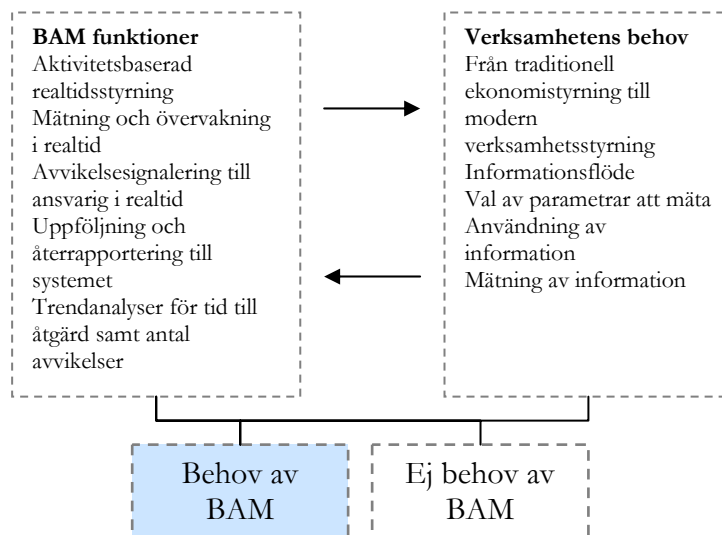 BAM funktioner
Aktivitetsbaserad
realtidsstyrning
Mätning och övervakning
i realtid
Avvikelsesignalering till
ansvarig i realtid
Uppföljning och
återrapportering till
systemet
Trendanalyser för tid till
åtgärd samt antal
avvikelser
Verksamhetens behov
Från traditionell
ekonomistyrning till
modern
verksamhetsstyrning
Informationsflöde
Val av parametrar att mäta
Användning av
information
Mätning av information
Behov av
BAM
Ej behov av
BAM